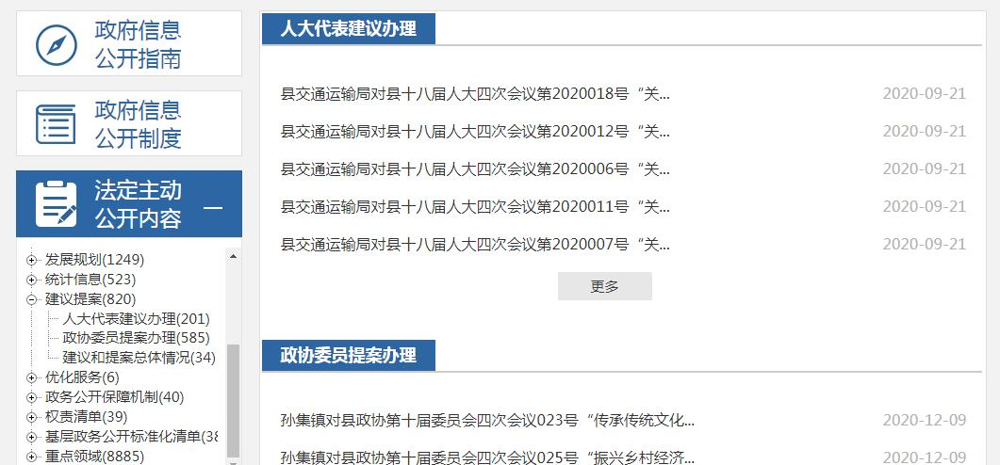 政府信息
公开指南
政府信息
公开制度
法定主动
公开内容
发展规划(1249)
统计信息(523)
建议提案(820)
人大代表建议办理(201)
政协委员提案办理(585)
建议和提案总体情况(34)
优化服务(6)
政务公开保障机制(40)
权责清单(39)
基层政务公开标准化清单(38
重点领域(8885)
人大代表建议办理
县交通运输局对县十八届人大四次会议第2020018号“关... 2020-09-21
县交通运输局对县十八届人大四次会议第2020012号“关... 2020-09-21
县交通运输局对县十八届人大四次会议第2020006号“关... 2020-09-21
县交通运输局对县十八届人大四次会议第2020011号“关... 2020-09-21
县交通运输局对县十八届人大四次会议第2020007号“关... 2020-09-21
更多
政协委员提案办理
孙集镇对县政协第十届委员会四次会议023号“传承传统文化... 2020-12-09
孙集镇对县政协第十届委员会四次会议025号“振兴乡村经济... 2020-12-09